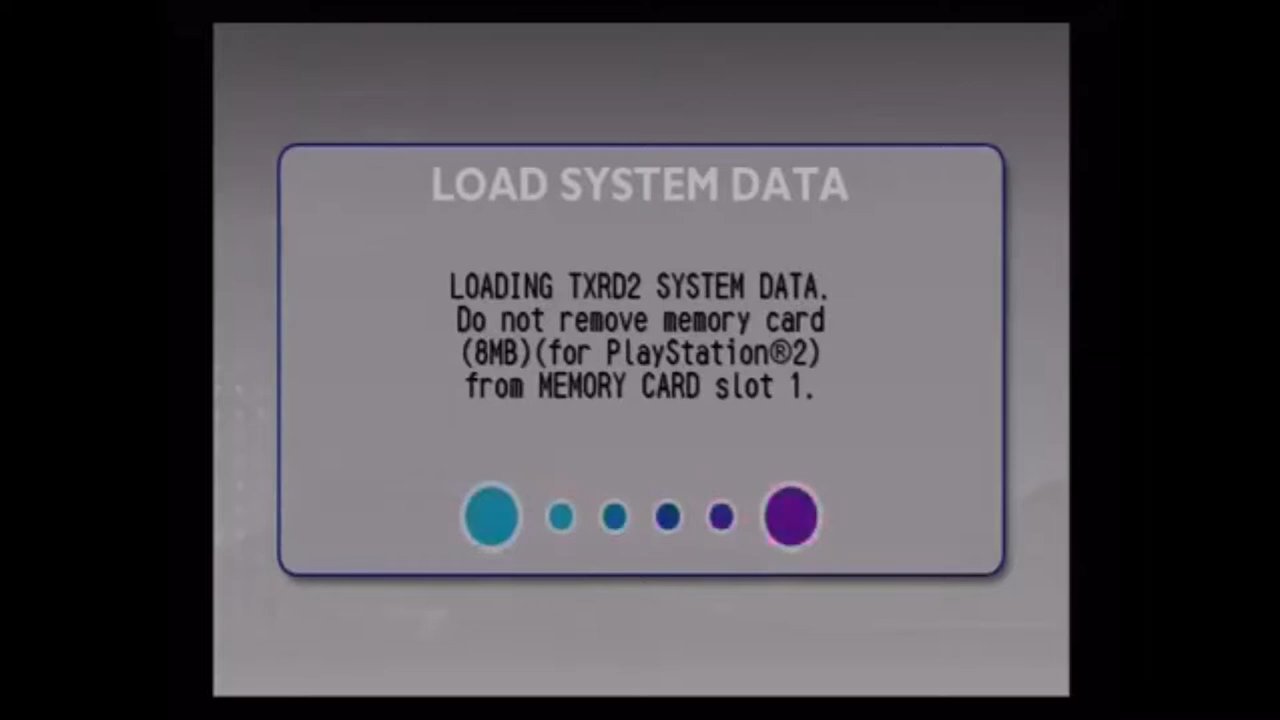 LOAD SYSTEM DATA
LOADING TXRD2 SYSTEM DATA.
Do not remove memory card
(8MB)(for PlayStation®2)
from MEMORY CARD slot 1.